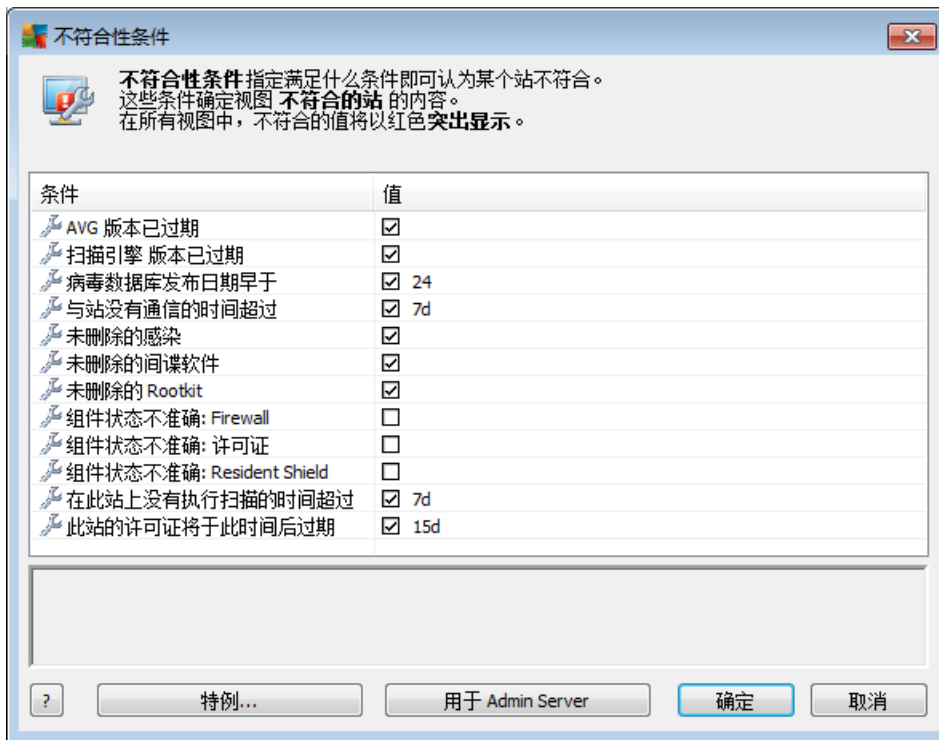 不符合性条件
不符合性条件指定满足什么条件即可认为某个站不符合。
这些条件确定视图 不符合的站 的内容。
在所有视图中，不符合的值将以红色突出显示。
条件 值
AVG 版本已过期
扫描引擎 版本已过期
病毒数据库发布日期早于 24
与站没有通信的时间超过 7d
未删除的感染
未删除的间谍软件
未删除的 Rootkit
组件状态不准确: Firewall
组件状态不准确: 许可证
组件状态不准确: Resident Shield
在此站上没有执行扫描的时间超过 7d
此站的许可证将于此时间后过期 15d
? 特例... 用于 Admin Server 确定 取消